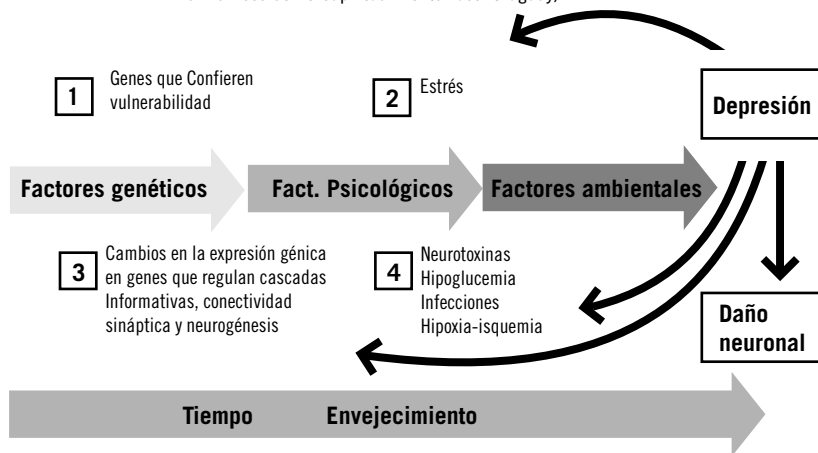 1
Genes que Confieren
vulnerabilidad
2
Estrés
Depresión
Factores genéticos
Fact. Psicológicos
Factores ambientales
3
Cambios en la expresión génica
en genes que regulan cascadas
Informativas, conectividad
sináptica y neurogénesis
4
Neurotoxinas
Hipoglucemia
Infecciones
Hipoxia-isquemia
Daño
neuronal
Tiempo
Envejecimiento